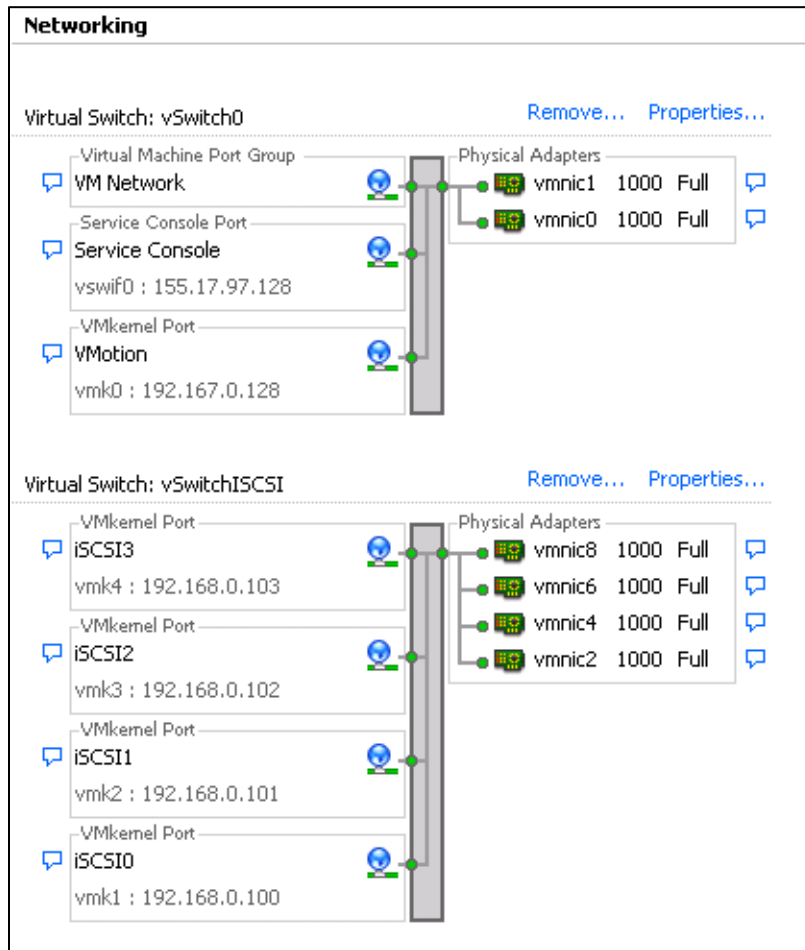 Networking
Virtual Switch: vSwitch0 Remove... Properties...
Virtual Machine Port Group Physical Adapters
VM Network vmnic1 1000 Full
vmnic0 1000 Full
Service Console Port
Service Console
vswif0 : 155.17.97.128
VMkernel Port
VMotion
vmk0 : 192.167.0.128
Virtual Switch: vSwitchISCSI Remove... Properties...
VMkernel Port Physical Adapters
iSCSI3 vmnic8 1000 Full
vmk4 : 192.168.0.103 vmnic6 1000 Full
VMkernel Port vmnic4 1000 Full
iSCSI2 vmnic2 1000 Full
vmk3 : 192.168.0.102
VMkernel Port
iSCSI1
vmk2 : 192.168.0.101
VMkernel Port
iSCSI0
vmk1 : 192.168.0.100